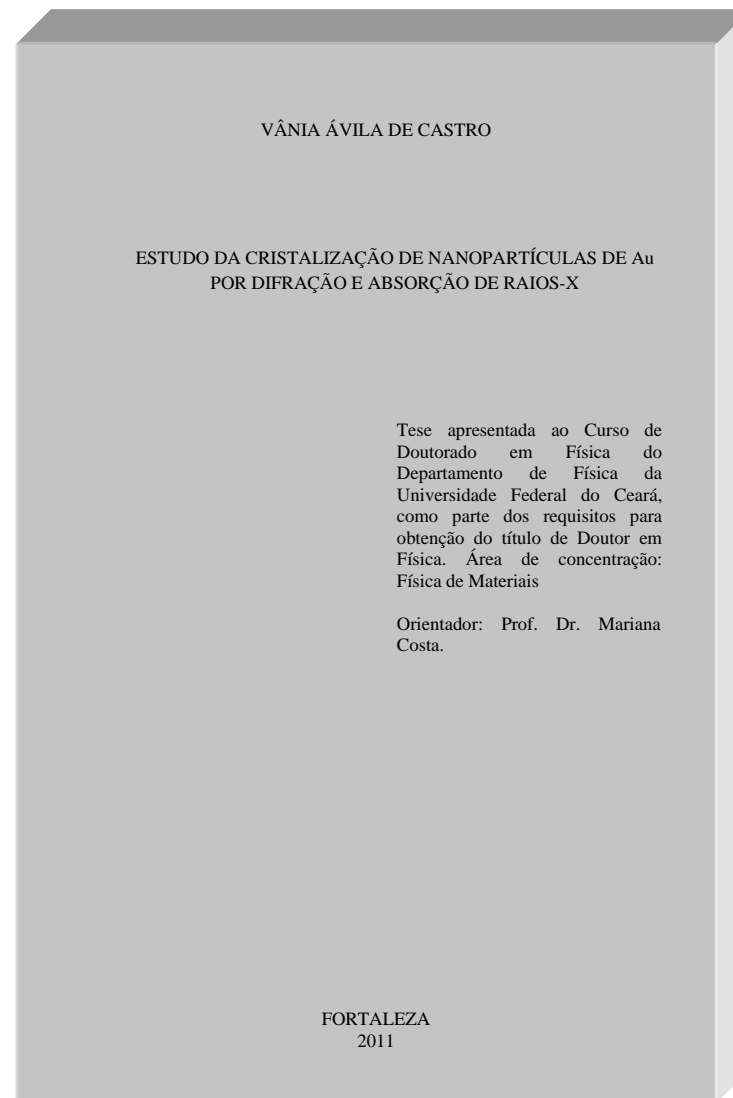 VÂNIA ÁVILA DE CASTRO
ESTUDO DA CRISTALIZAÇÃO DE NANOPARTÍCULAS DE Au
POR DIFRAÇÃO E ABSORÇÃO DE RAIOS-X
Tese apresentada ao Curso de
Doutorado em Física do
Departamento de Física da
Universidade Federal do Ceará,
como parte dos requisitos para
obtenção do título de Doutor em
Física. Área de concentração:
Física de Materiais
Orientador: Prof. Dr. Mariana
Costa.
FORTALEZA
2011